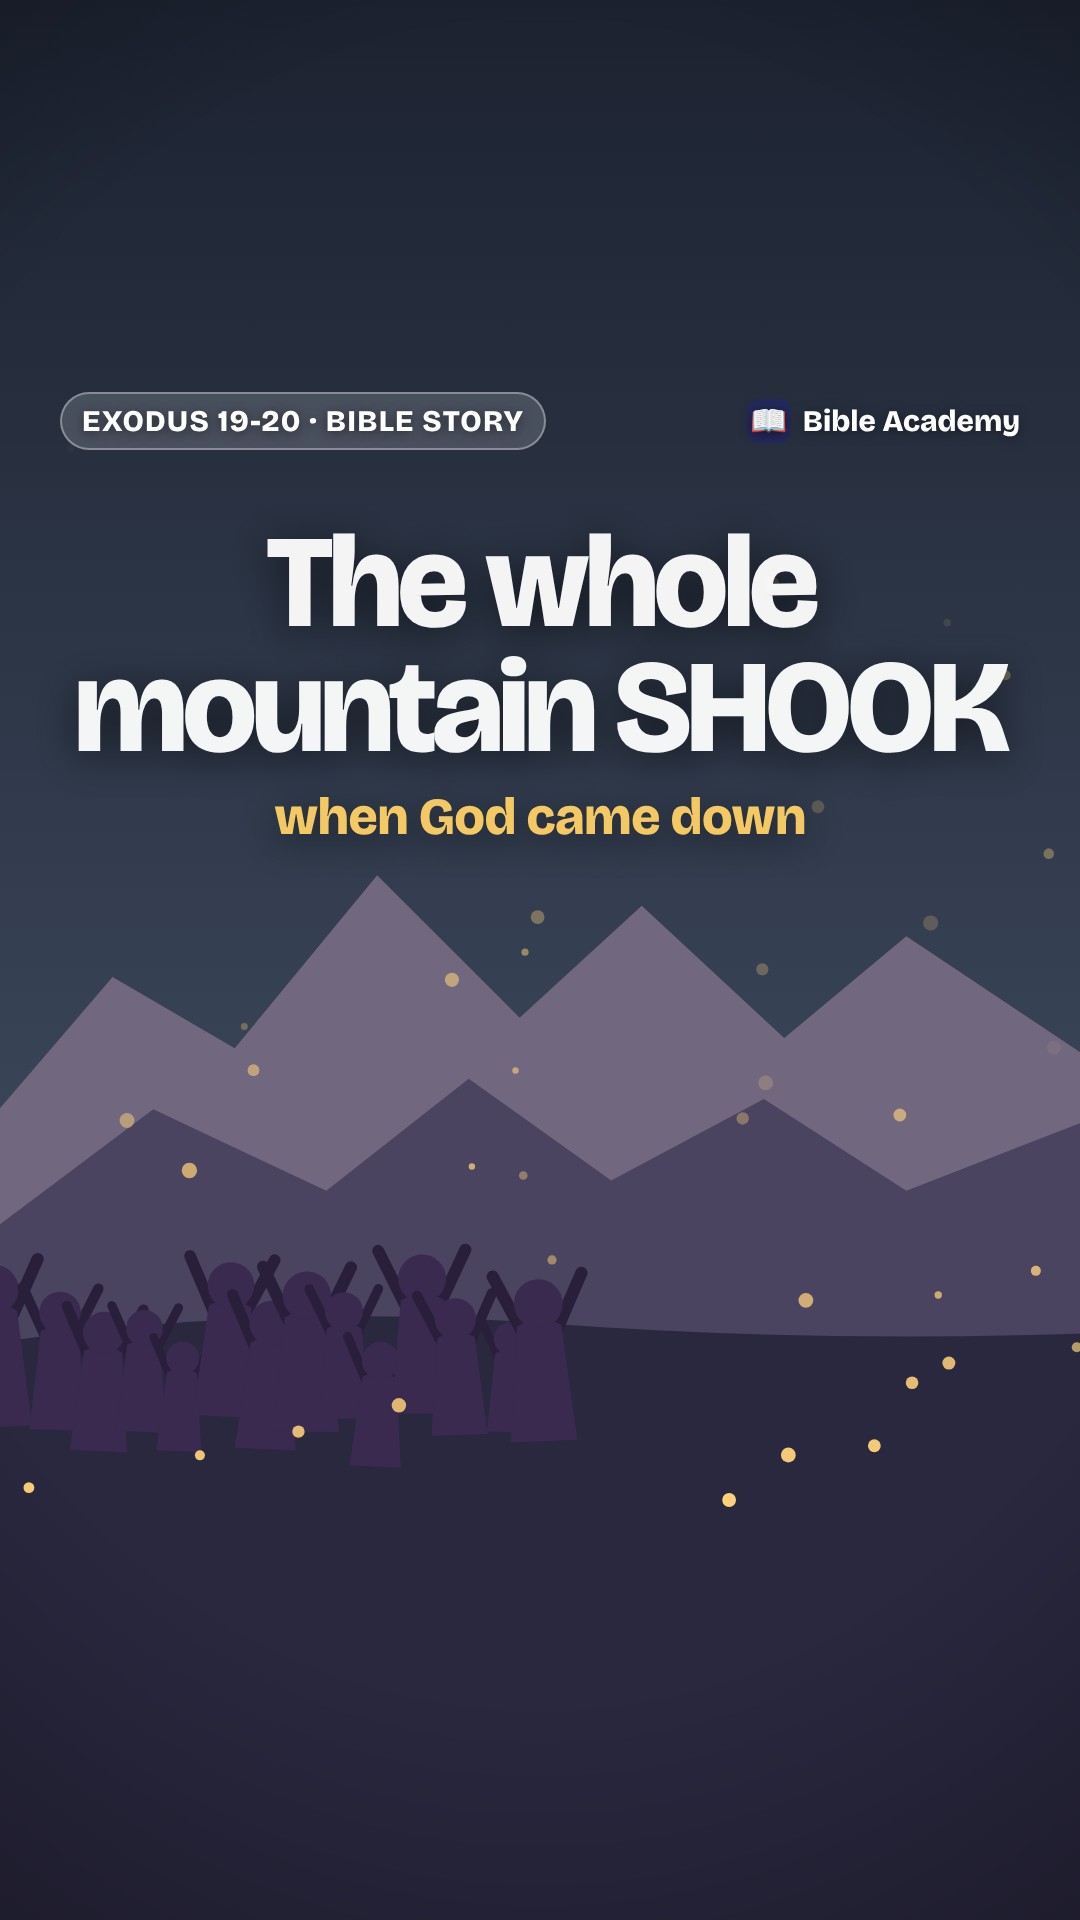 EXODUS 19-20 · BIBLE STORY
Bible Academy
The whole
mountain SHOOK
when God came down